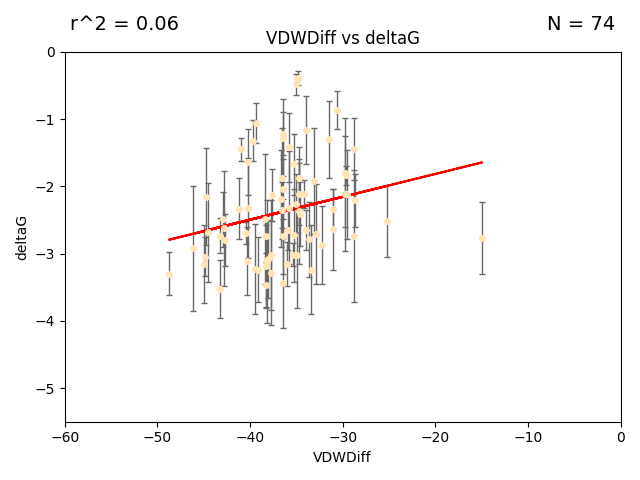 r^2 = 0.06
N = 74
VDWDiff vs deltaG
0
−1
−2
−3
−4
−5
deltaG
−60 −50 −40 −30 −20 −10 0
VDWDiff